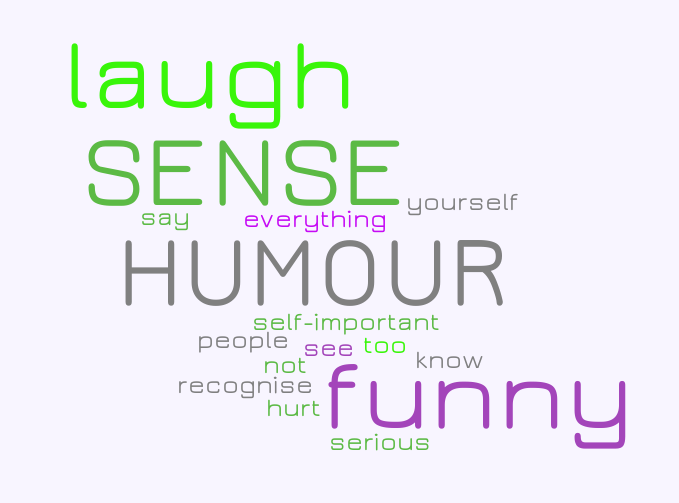 laugh
SENSE
yourself
say everything
HUMOUR
self-important
people see too
not know
recognise funny
hurt
serious